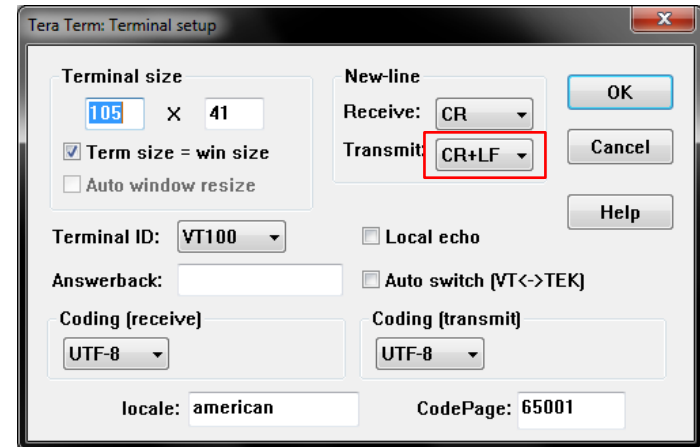 Tera Term: Terminal setup
Terminal size
105 X 41
Term size = win size
Auto window resize
New-line
Receive: CR
Transmit: CR+LF
OK
Cancel
Help
Terminal ID: VT100
Local echo
Answerback:
Auto switch (VT<->TEK)
Coding (receive)
UTF-8
Coding (transmit)
UTF-8
locale: american
CodePage: 65001